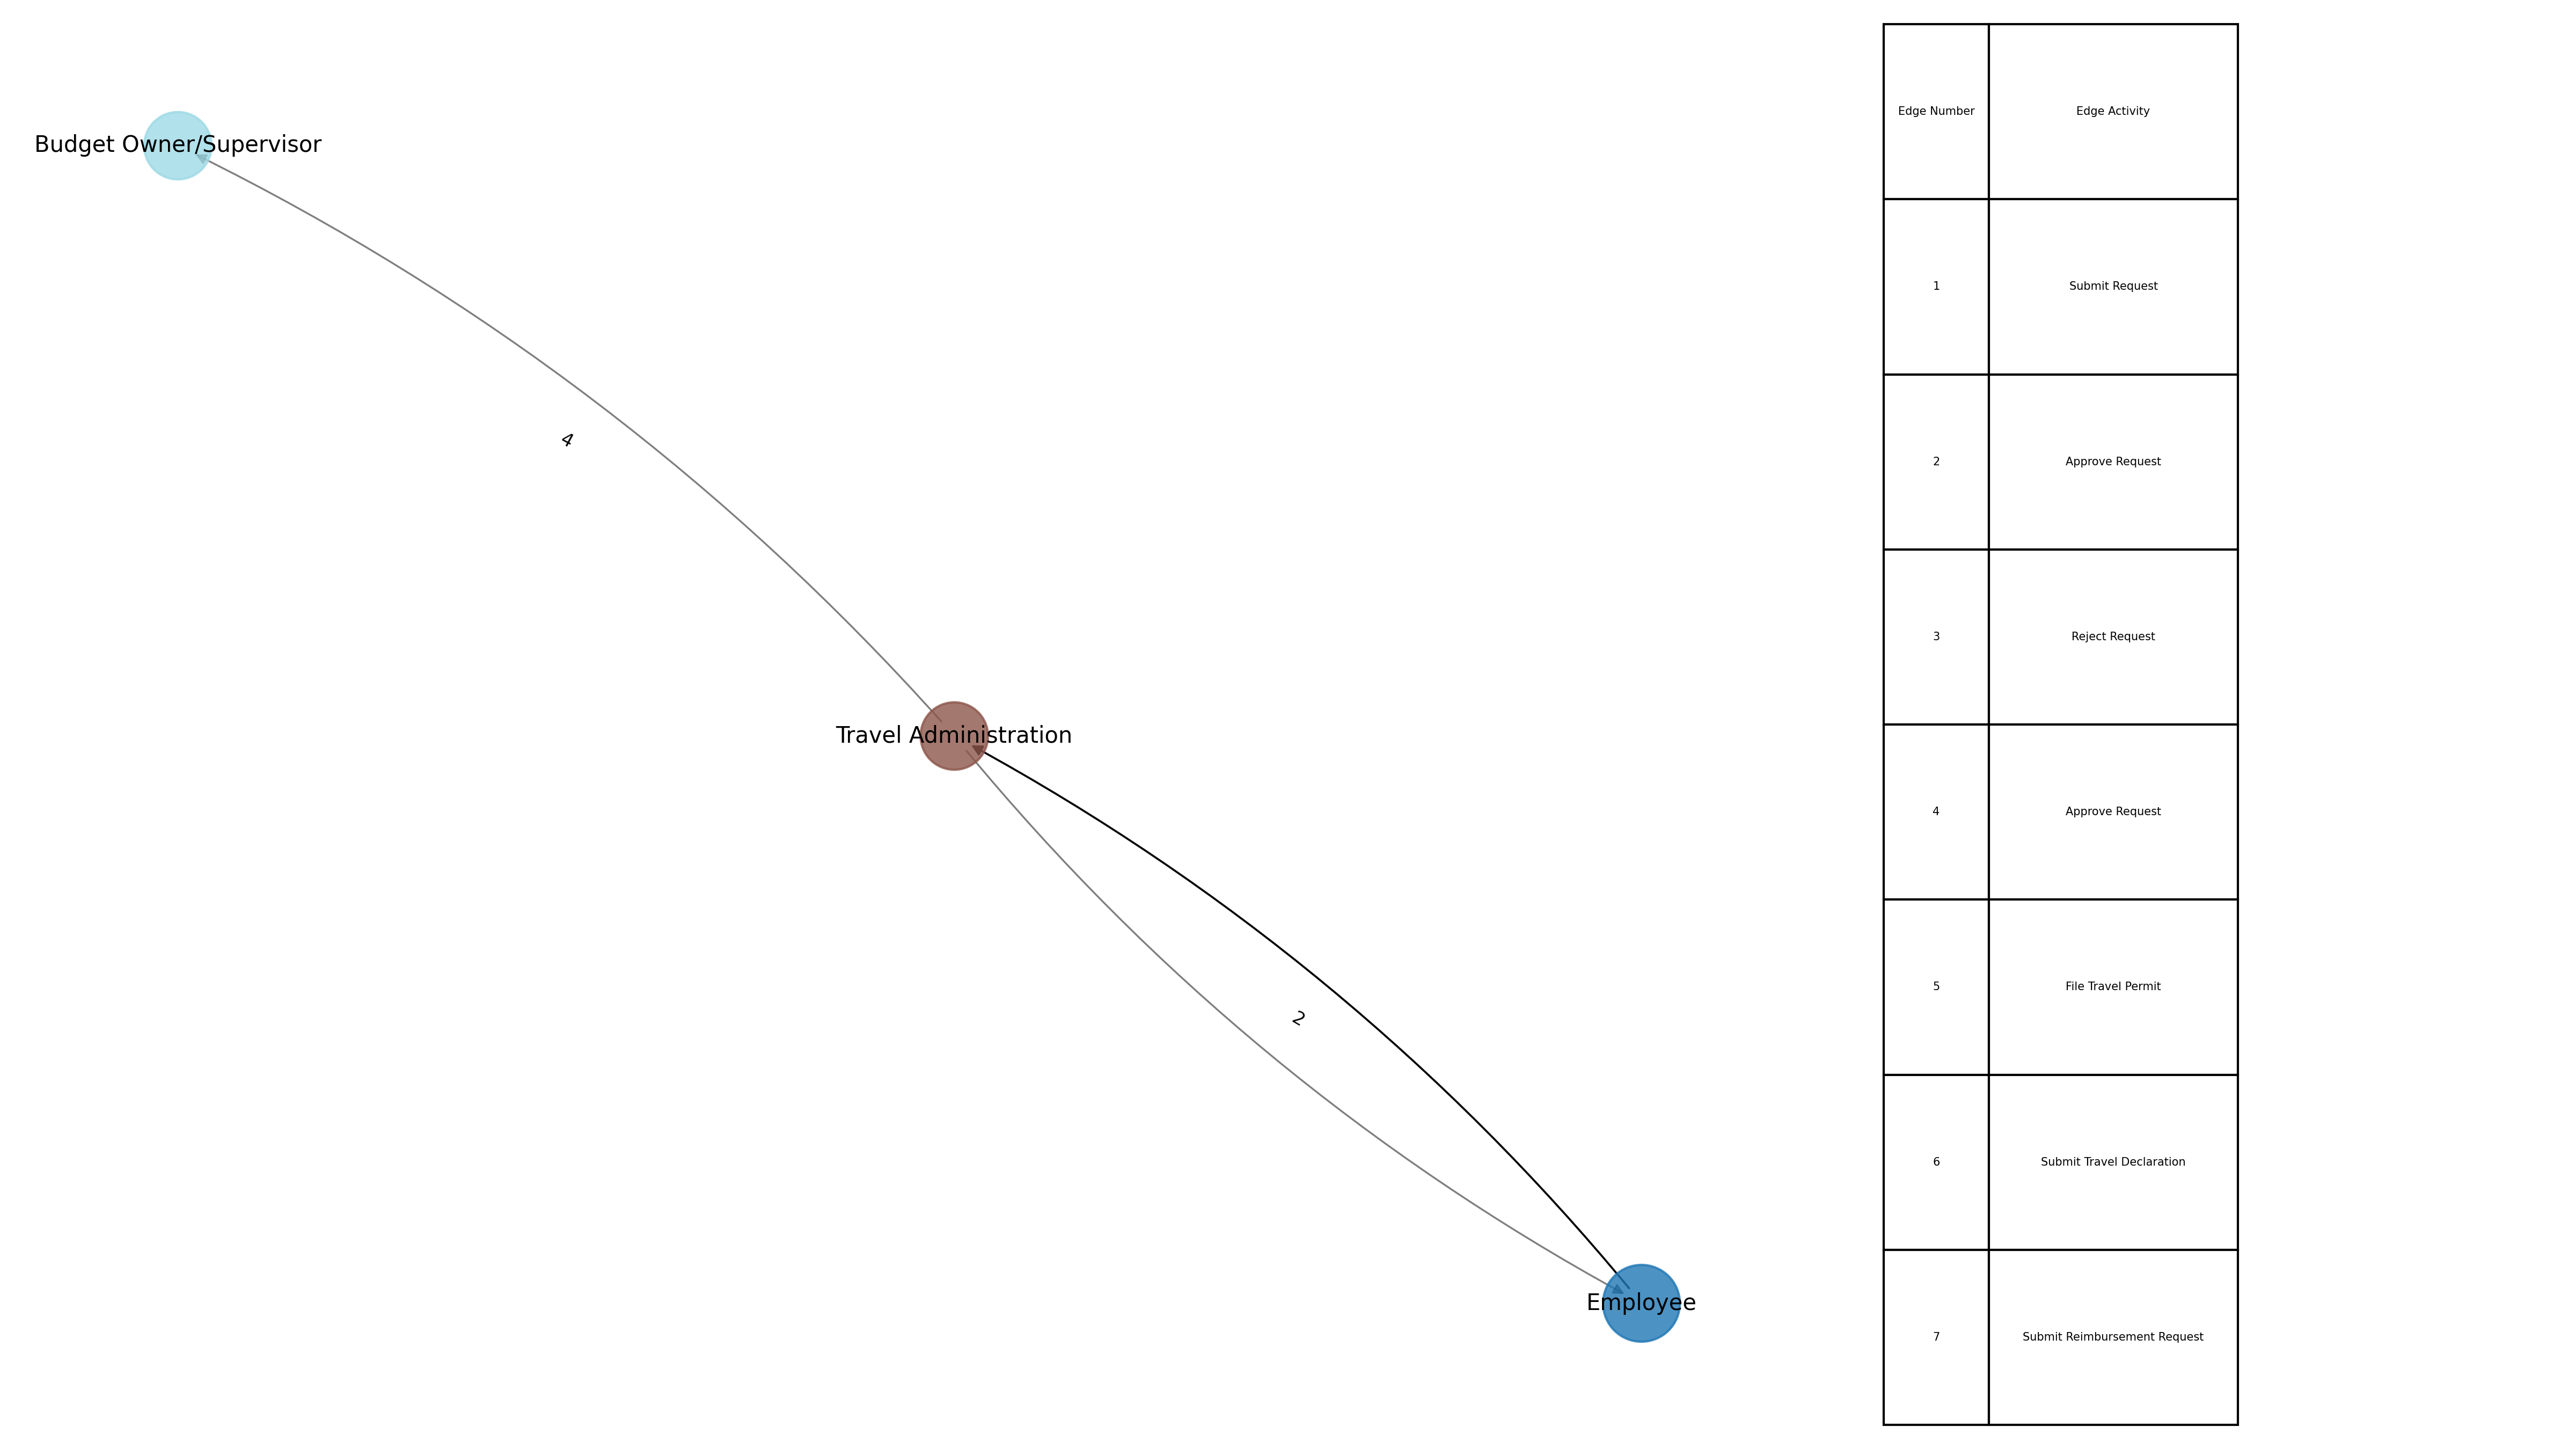 Budget Owner/Supervisor
4
Travel Administration
2
Employee
Edge Number Edge Activity
1 Submit Request
2 Approve Request
3 Reject Request
4 Approve Request
5 File Travel Permit
6 Submit Travel Declaration
7 Submit Reimbursement Request